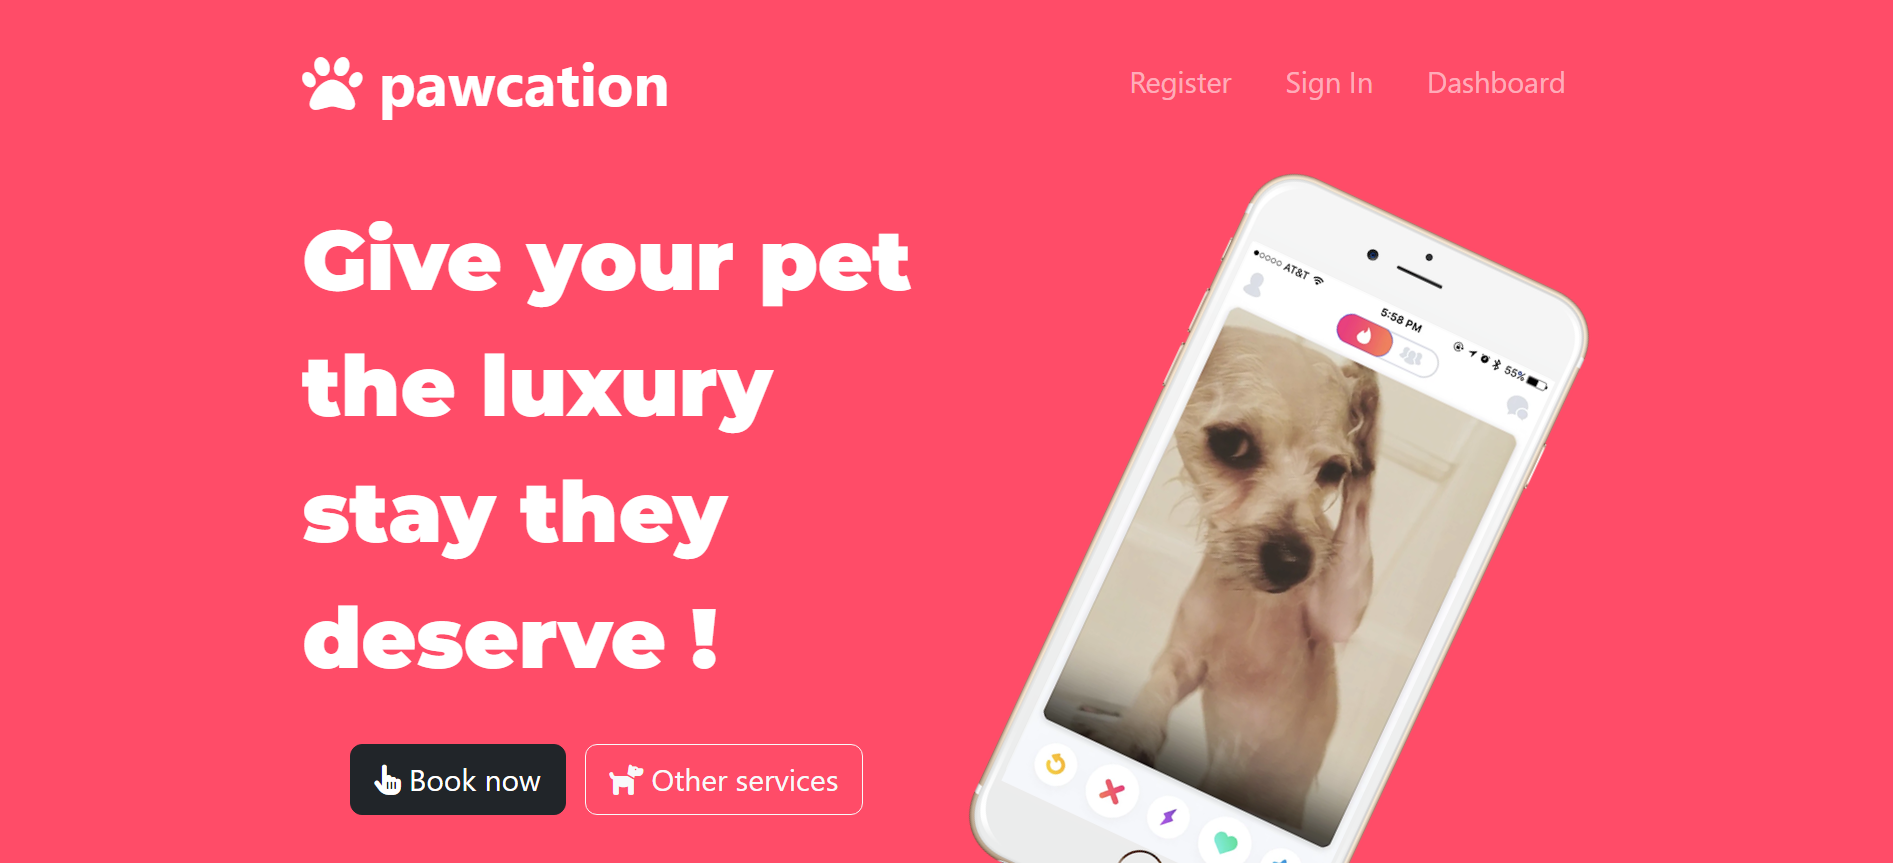 pawcation
Register Sign In Dashboard
Give your pet
the luxury
stay they
deserve !
Book now
Other services
AT&T
5:58 PM
55%